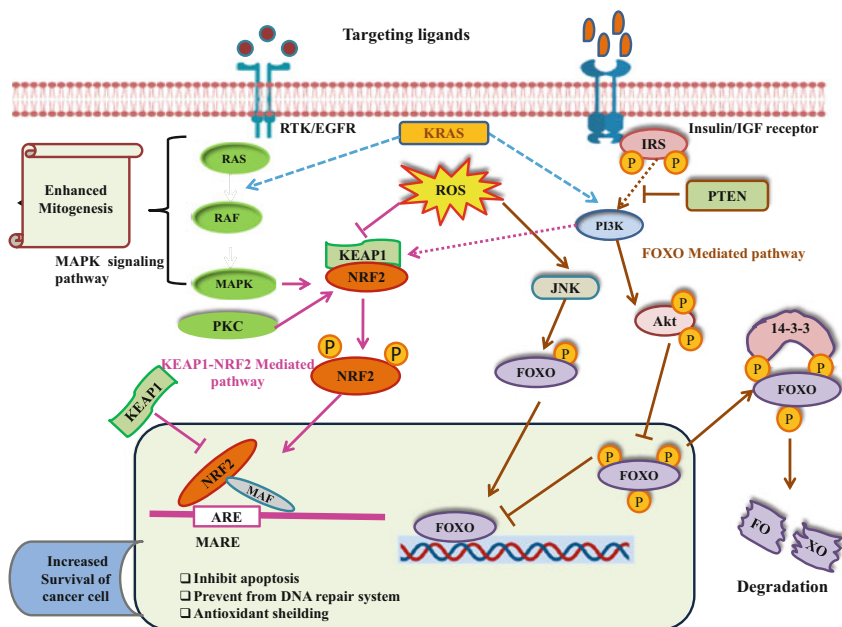 Targeting ligands
RTK/EGFR
KRAS
Insulin/IGF receptor
IRS
P
P
PTEN
RAS
Enhanced
Mitogenesis
RAF
ROS
PI3K
KEAP1
NRF2
FOXO Mediated pathway
MAPK signaling
pathway
MAPK
JNK
PKC
Akt
P
P
14-3-3
P
P
FOXO
P
P
P
NRF2
P
FOXO
KEAP1-NRF2 Mediated
pathway
KEAP1
NRF2
MAF
ARE
MARE
FOXO
P
P
FOXO
P
FO
XO
Degradation
Increased
Survival of
cancer cell
❑ Inhibit apoptosis
❑ Prevent from DNA repair system
❑ Antioxidant sheilding